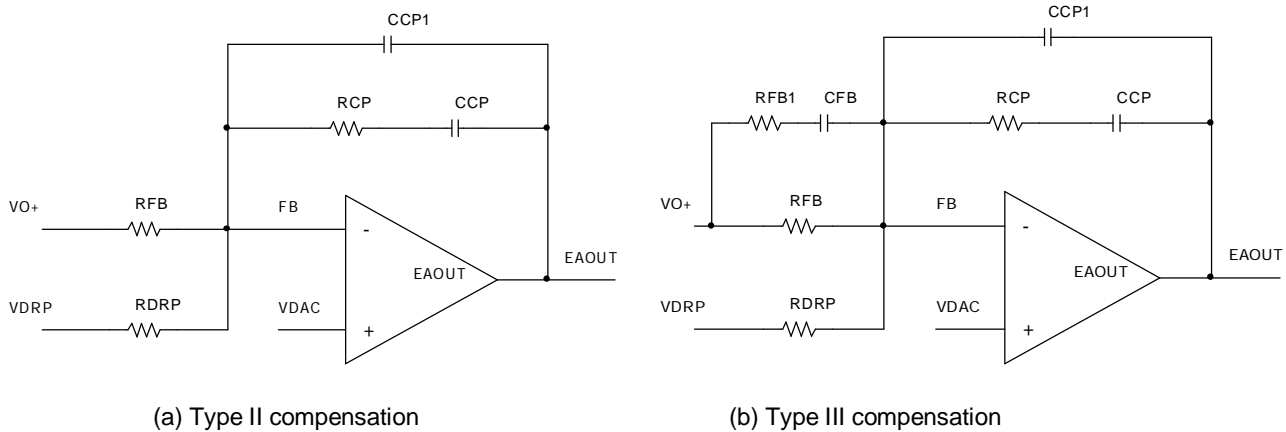 CCP1
RCP
CCP
VO+
RFB
FB
-
EAOUT
EAOUT
VDRP
RDRP
VDAC
+
(a) Type II compensation
CCP1
RFB1
CFB
RCP
CCP
VO+
RFB
FB
-
EAOUT
EAOUT
VDRP
RDRP
VDAC
+
(b) Type III compensation